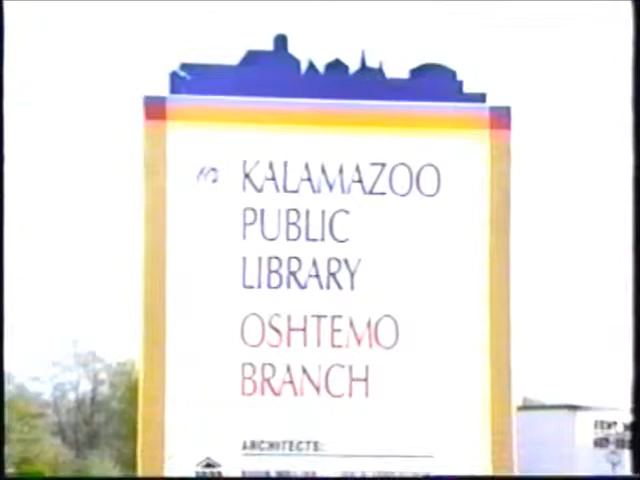 KALAMAZOO
PUBLIC
LIBRARY
OSHTEMO
BRANCH
ARCHITECTS: